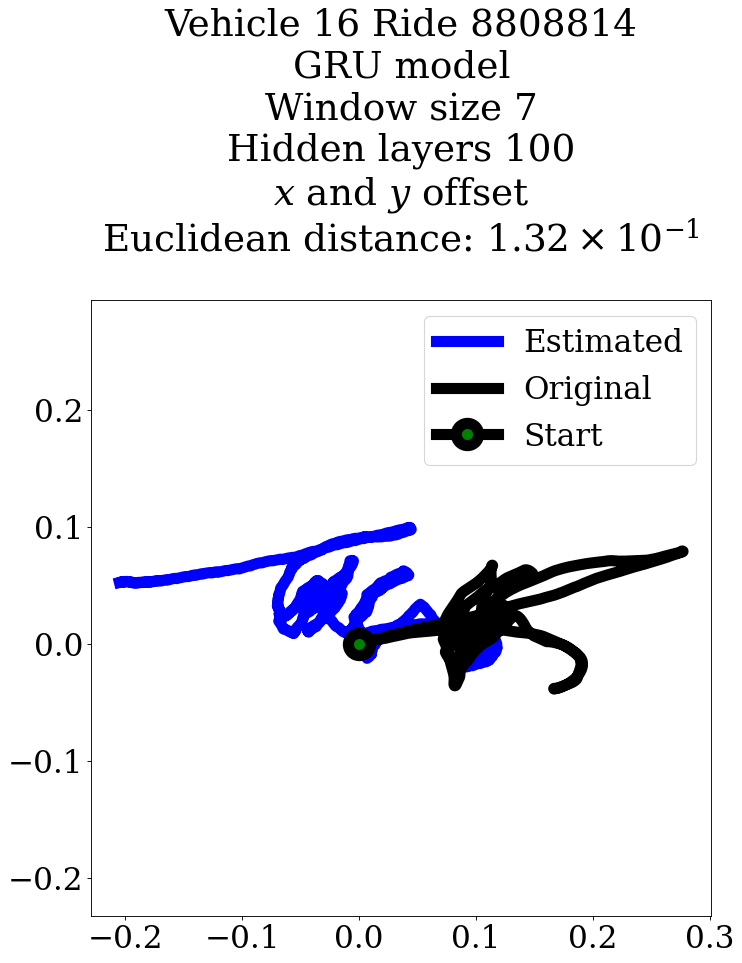 Vehicle 16 Ride 8808814
GRU model
Window size 7
Hidden layers 100
x and y offset
Euclidean distance: 1.32 × 10⁻¹
Estimated
Original
Start
0.2
0.1
0.0
−0.1
−0.2
−0.2 −0.1 0.0 0.1 0.2 0.3